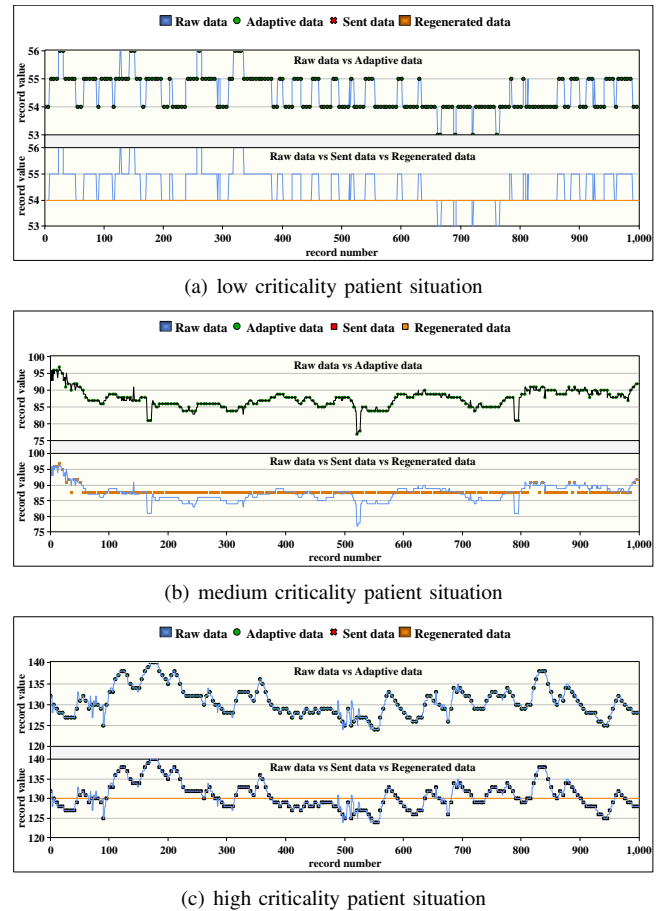 Raw data Adaptive data Sent data Regenerated data
56
55
54
53
record value
Raw data vs Adaptive data
56
55
54
53
record value
Raw data vs Sent data vs Regenerated data
0 100 200 300 400 500 600 700 800 900 1,000
record number
(a) low criticality patient situation
Raw data Adaptive data Sent data Regenerated data
100
95
90
85
80
75
record value
Raw data vs Adaptive data
100
95
90
85
80
75
record value
Raw data vs Sent data vs Regenerated data
0 100 200 300 400 500 600 700 800 900 1,000
record number
(b) medium criticality patient situation
Raw data Adaptive data Sent data Regenerated data
140
135
130
125
120
record value
Raw data vs Adaptive data
140
135
130
125
120
record value
Raw data vs Sent data vs Regenerated data
0 100 200 300 400 500 600 700 800 900 1,000
record number
(c) high criticality patient situation